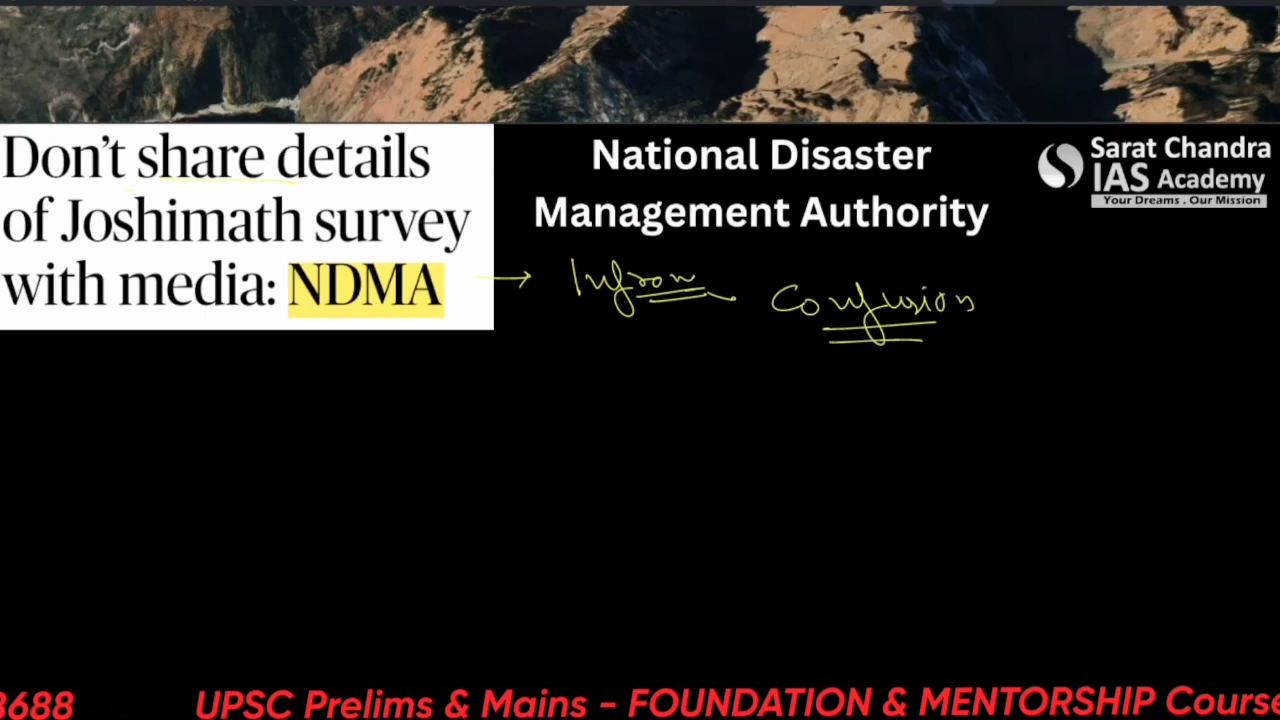 Don't share details
of Joshimath survey
with media: NDMA
National Disaster
Management Authority
Confusion
Sarat Chandra
IAS Academy
Your Dreams . Our Mission
3688 UPSC Prelims & Mains - FOUNDATION & MENTORSHIP Course